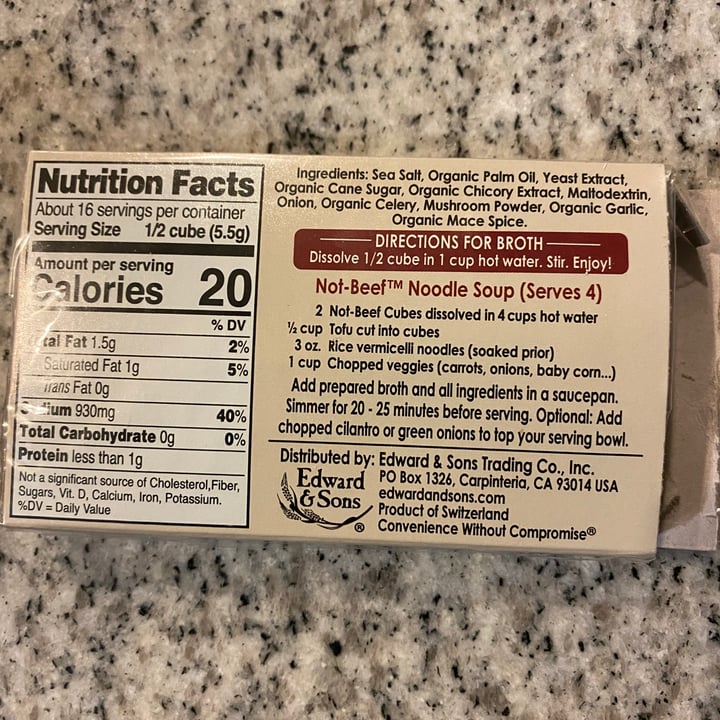 Nutrition Facts
About 16 servings per container
Serving Size 1/2 cube (5.5g)
Amount per serving
Calories 20
% DV
tal Fat 1.5g 2%
Saturated Fat 1g 5%
Trans Fat 0g
Sodium 930mg 40%
Total Carbohydrate 0g 0%
Protein less than 1g
Not a significant source of Cholesterol,Fiber,
Sugars, Vit. D, Calcium, Iron, Potassium.
%DV = Daily Value
Ingredients: Sea Salt, Organic Palm Oil, Yeast Extract,
Organic Cane Sugar, Organic Chicory Extract, Maltodextrin,
Onion, Organic Celery, Mushroom Powder, Organic Garlic,
Organic Mace Spice.
DIRECTIONS FOR BROTH
Dissolve 1/2 cube in 1 cup hot water. Stir. Enjoy!
Not-Beef™ Noodle Soup (Serves 4)
2 Not-Beef Cubes dissolved in 4 cups hot water
½ cup Tofu cut into cubes
3 oz. Rice vermicelli noodles (soaked prior)
1 cup Chopped veggies (carrots, onions, baby corn...)
Add prepared broth and all ingredients in a saucepan.
Simmer for 20 - 25 minutes before serving. Optional: Add
chopped cilantro or green onions to top your serving bowl.
Distributed by: Edward & Sons Trading Co., Inc.
PO Box 1326, Carpinteria, CA 93014 USA
edwardandsons.com
Product of Switzerland
Convenience Without Compromise®
Edward
& Sons
®